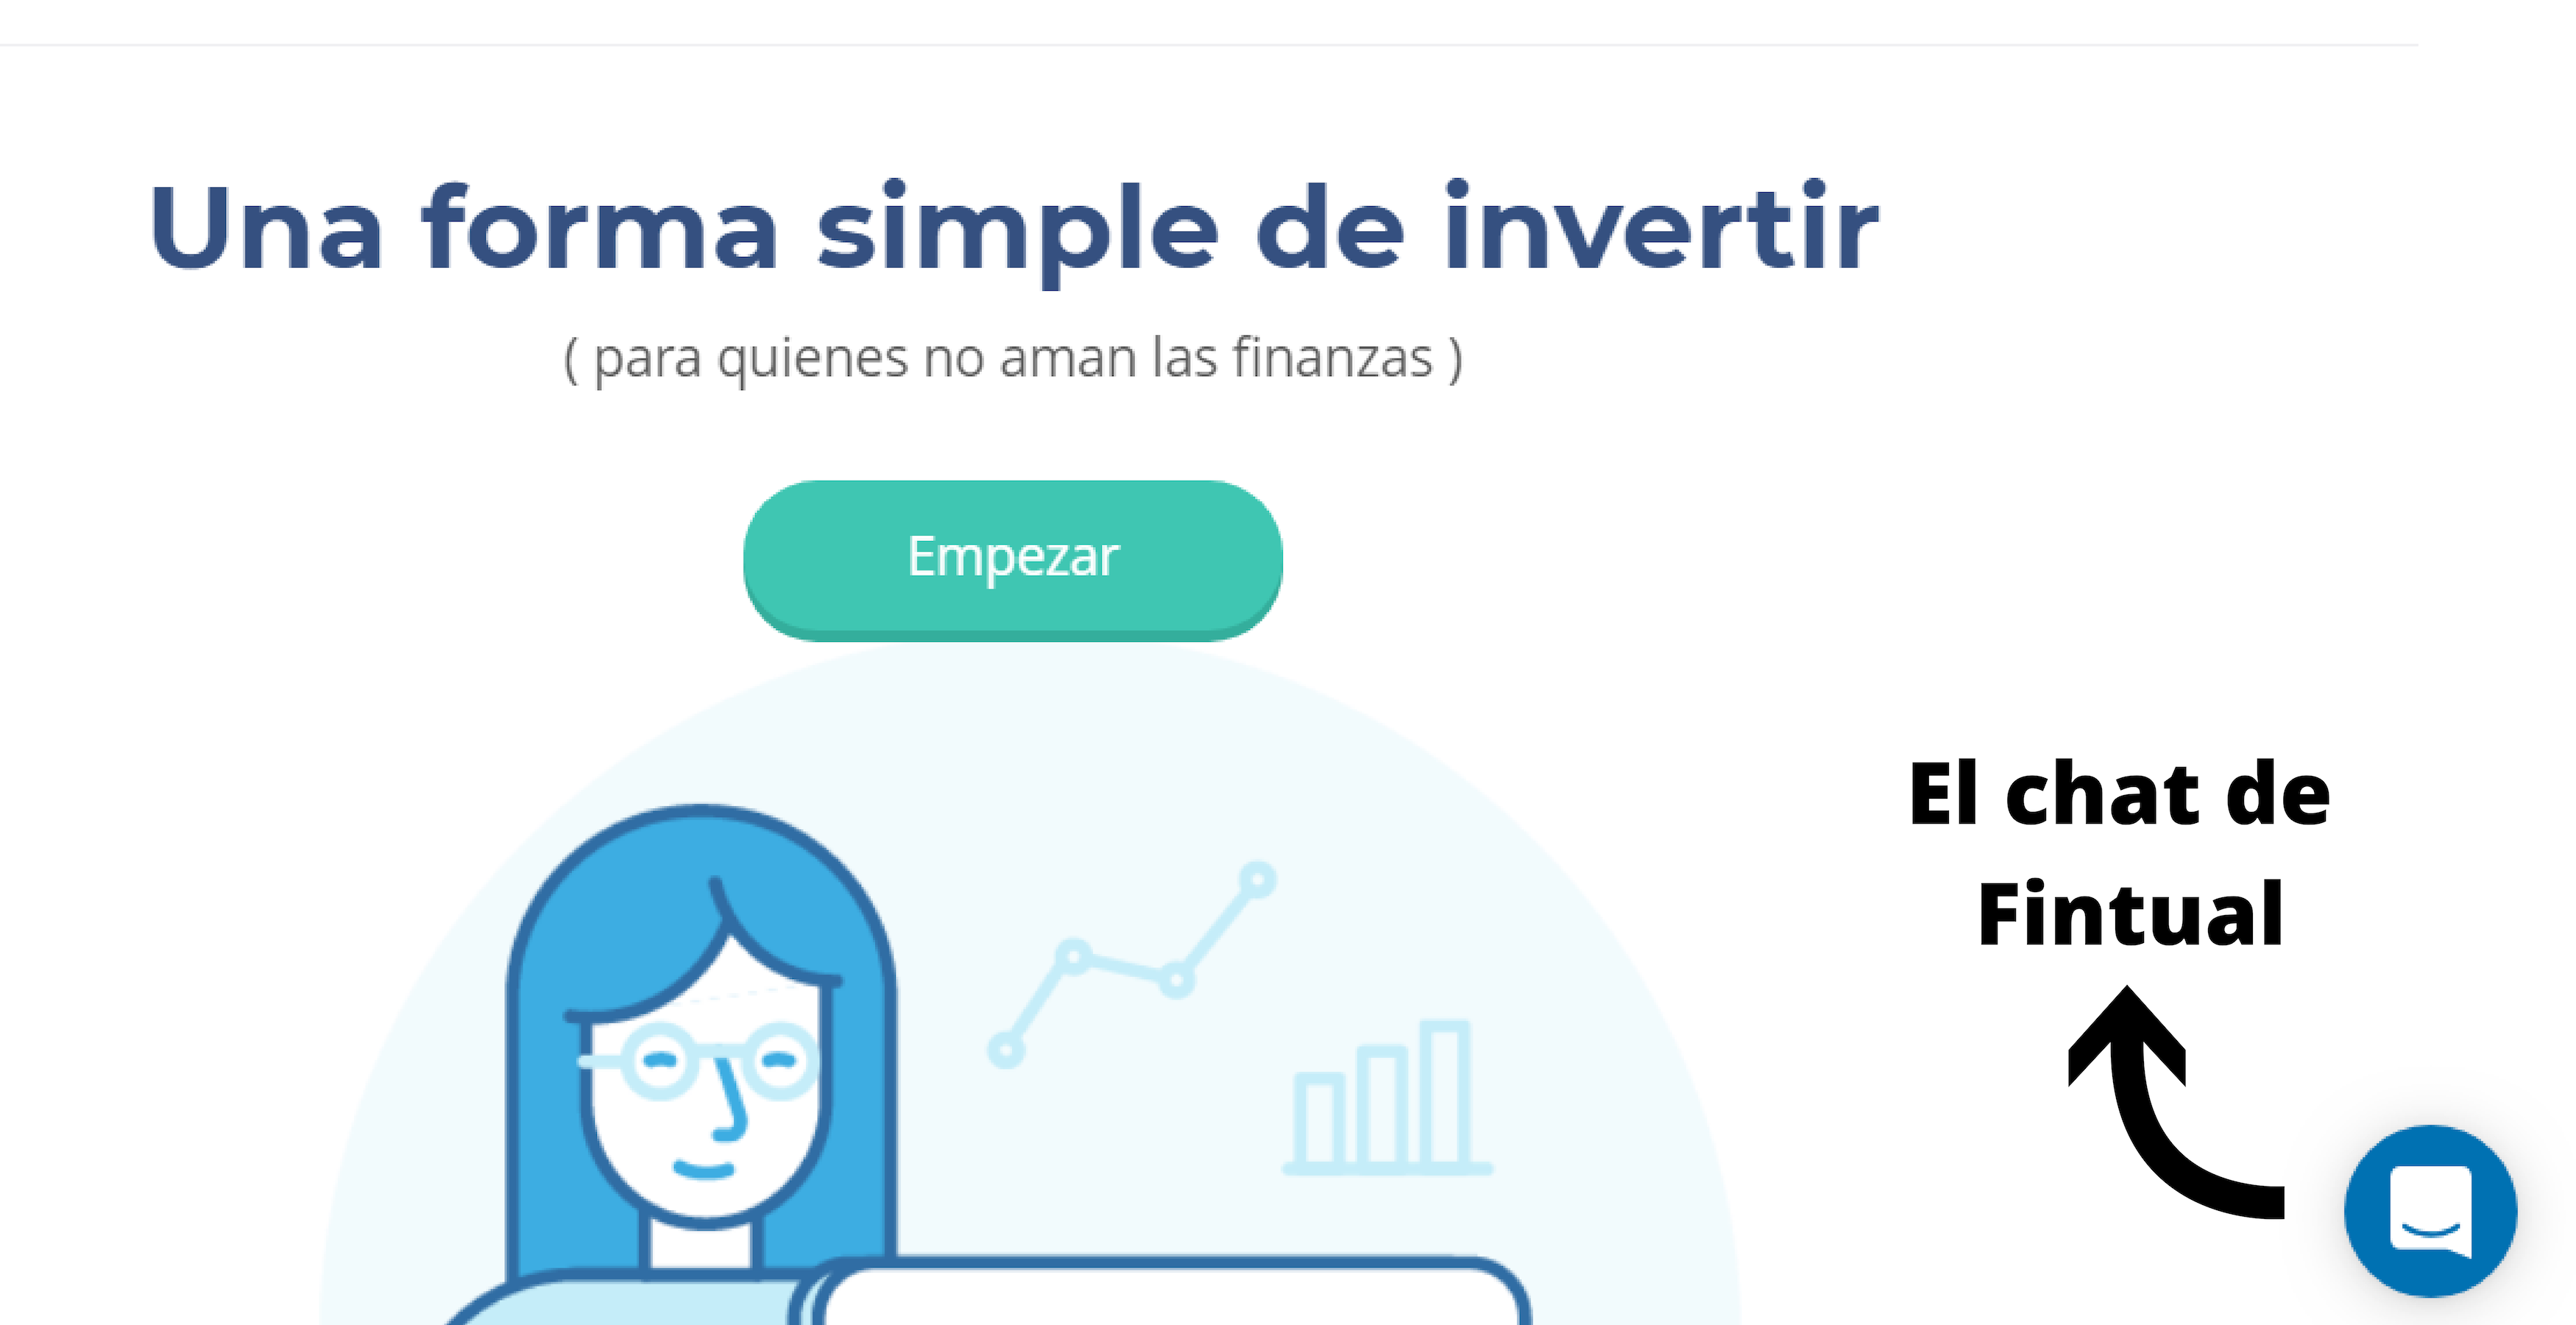 Una forma simple de invertir
( para quienes no aman las finanzas )
Empezar
El chat de
Fintual